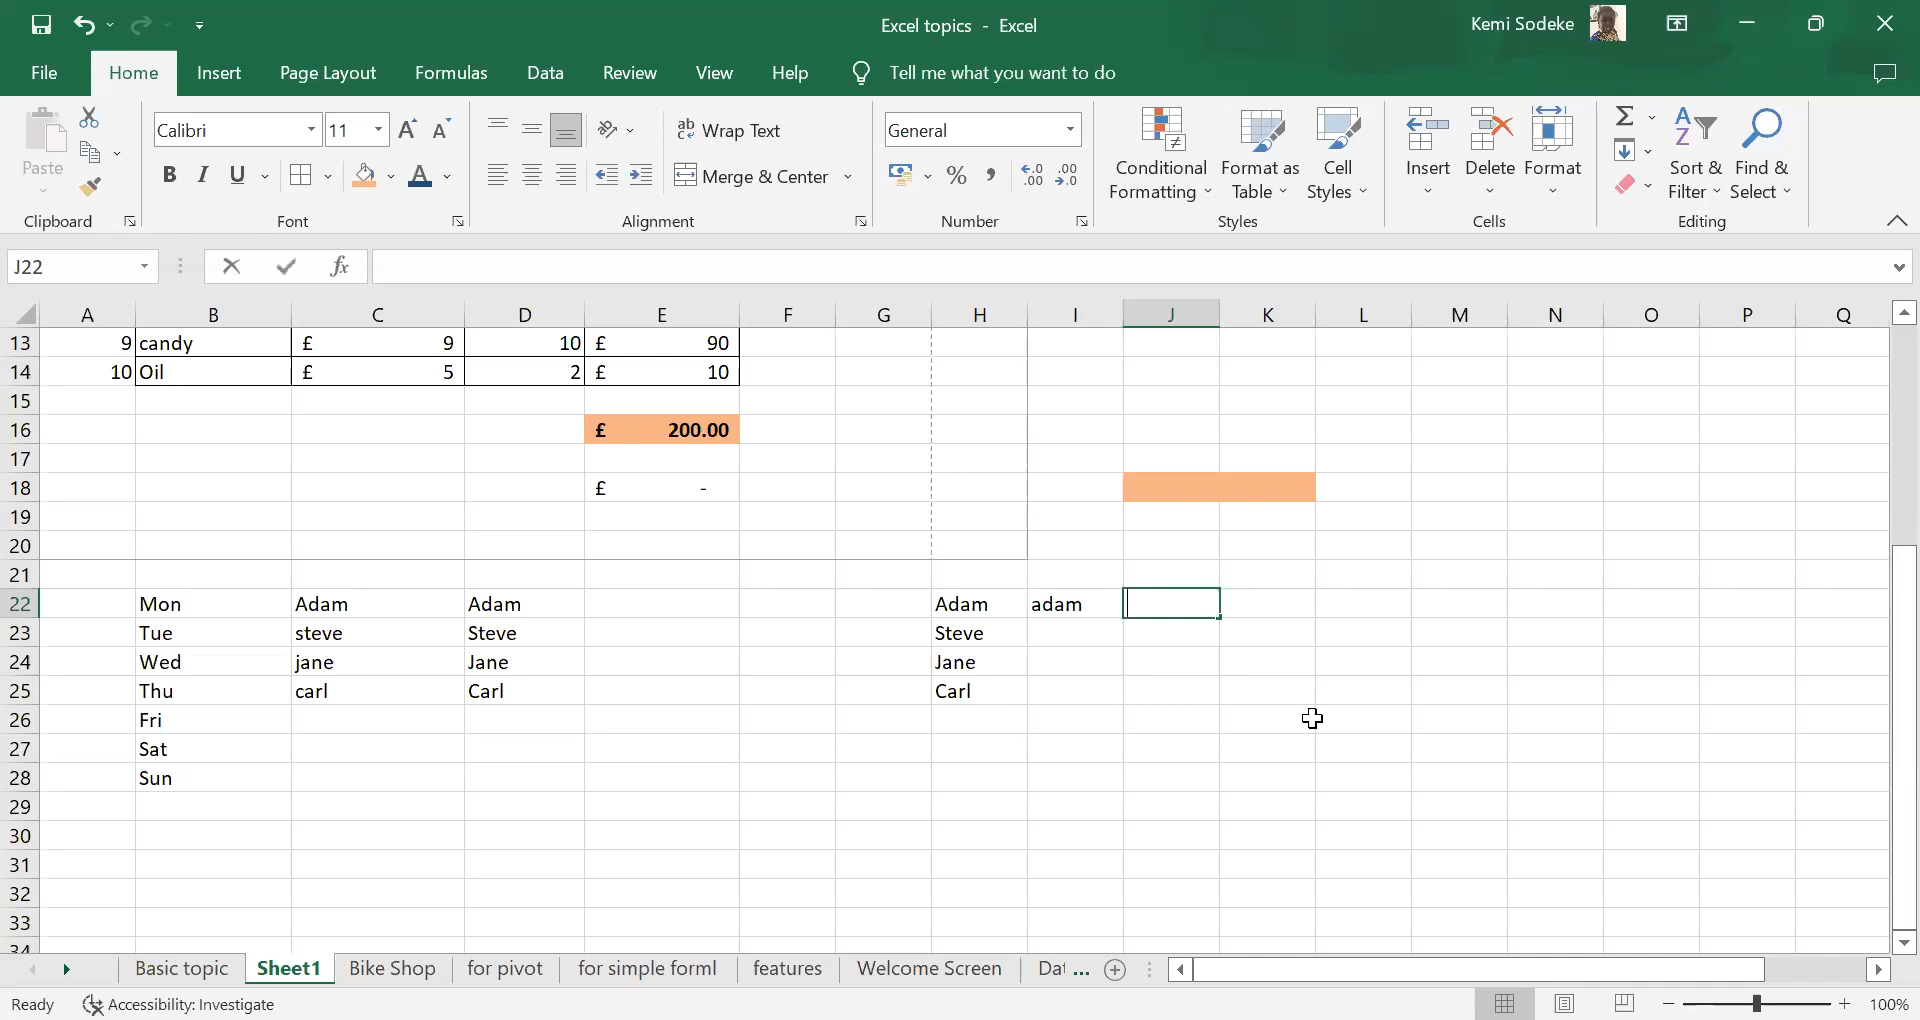 Excel topics - Excel
Kemi Sodeke
File Home Insert Page Layout Formulas Data Review View Help Tell me what you want to do
Paste
Clipboard
Calibri 11
B I U
Font
Wrap Text
Merge & Center
Alignment
General
% , .00 .0
Number
Conditional Formatting
Format as Table
Cell Styles
Styles
Insert Delete Format
Cells
Sort & Filter
Find & Select
Editing
J22 fx
A B C D E F G H I J K L M N O P Q
13 9 candy £ 9 10 £ 90
14 10 Oil £ 5 2 £ 10
15
16 £ 200.00
17
18 £ -
19
20
21
22 Mon Adam Adam Adam adam
23 Tue steve Steve Steve
24 Wed jane Jane Jane
25 Thu carl Carl Carl
26 Fri
27 Sat
28 Sun
29
30
31
32
33
34
Basic topic Sheet1 Bike Shop for pivot for simple forml features Welcome Screen Dat ...
Ready Accessibility: Investigate 100%